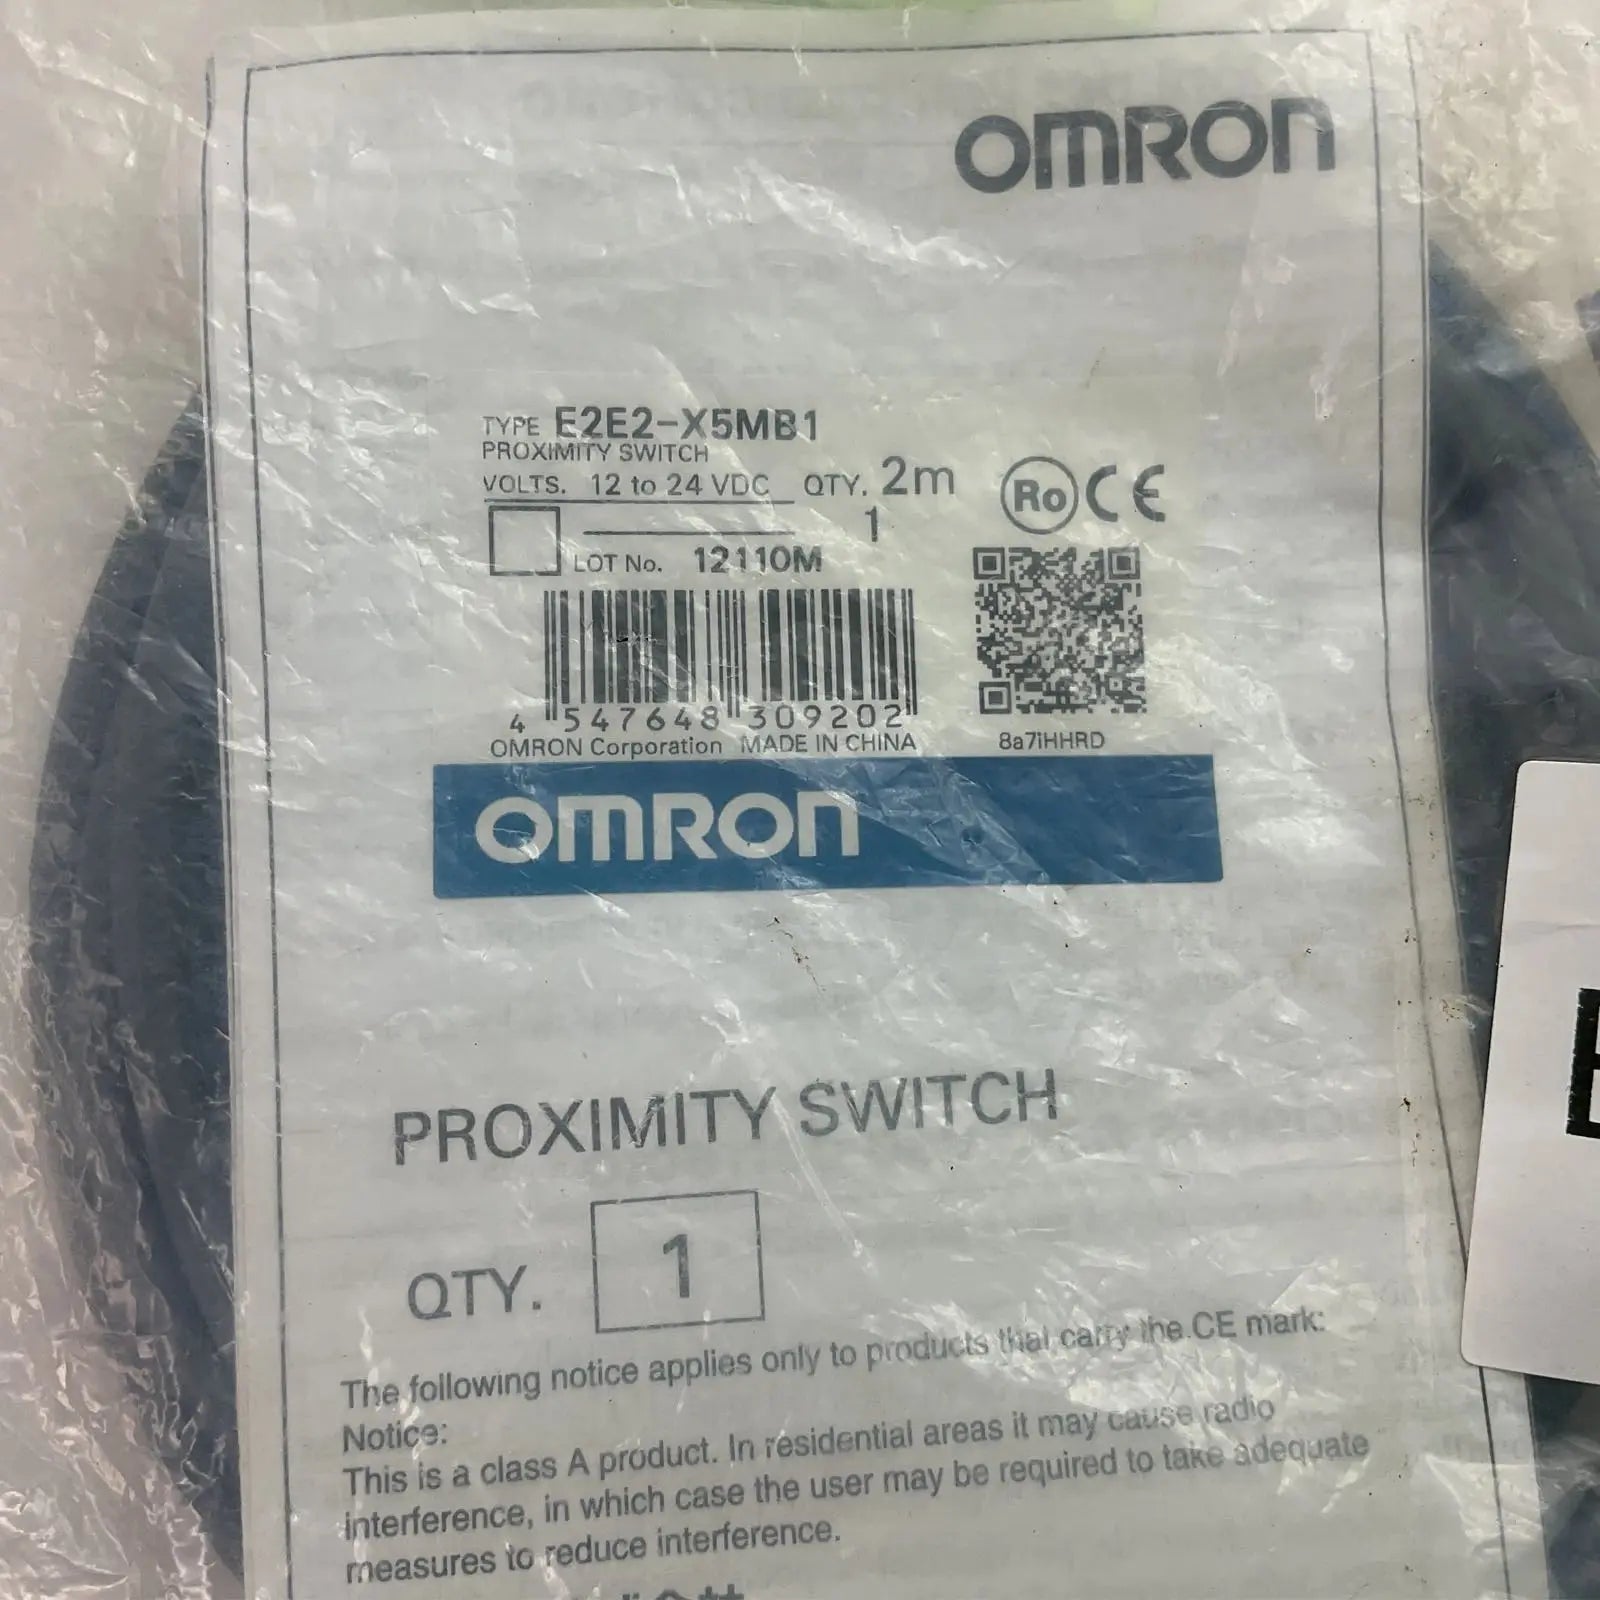 OMRON
TYPE E2E2-X5MB1
PROXIMITY SWITCH
VOLTS. 12 to 24 VDC QTY. 2m
1
Ro CE
LOT No. 12110M
4 547648 309202
OMRON Corporation MADE IN CHINA
8a7iHHRD
OMRON
PROXIMITY SWITCH
QTY. 1
The following notice applies only to products that carry the CE mark:
Notice:
This is a class A product. In residential areas it may cause radio
interference, in which case the user may be required to take adequate
measures to reduce interference.